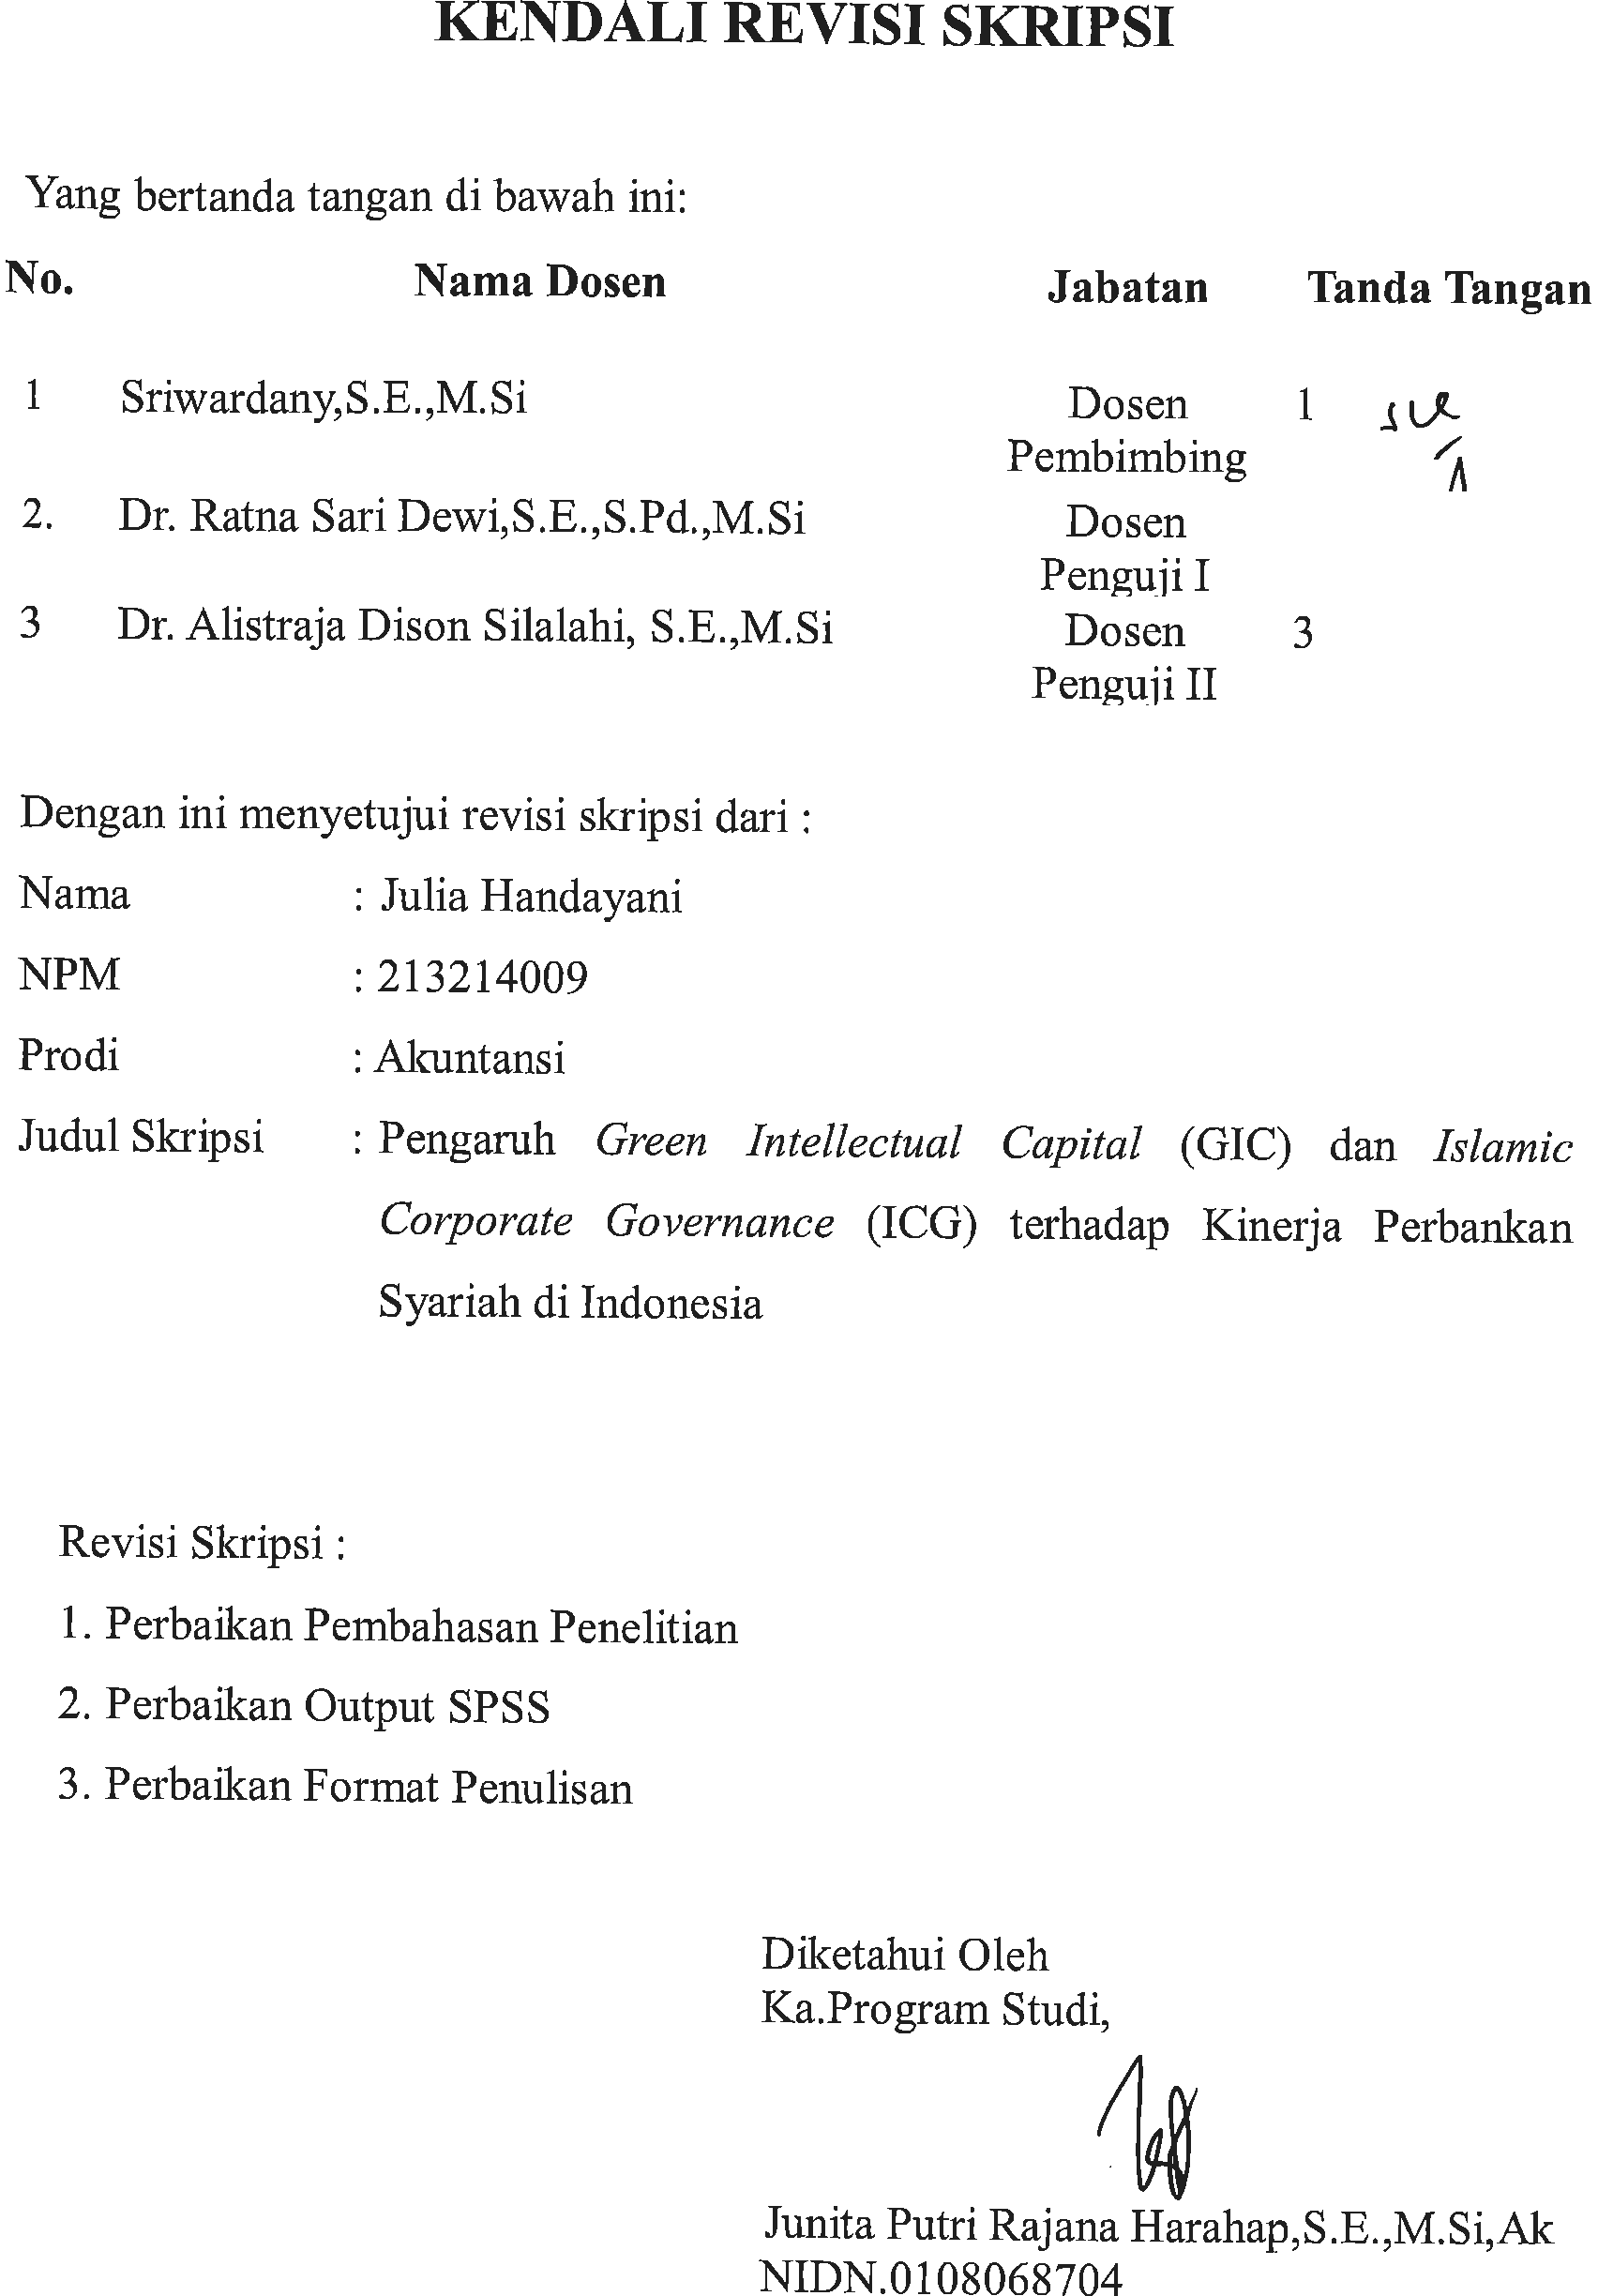 KENDALI REVISI SKRIPSI
Yang bertanda tangan di bawah ini:
No. Nama Dosen Jabatan Tanda Tangan
1 Sriwardany,S.E.,M.Si Dosen 1
Pembimbing
2. Dr. Ratna Sari Dewi,S.E.,S.Pd.,M.Si Dosen
Penguji I
3 Dr. Alistraja Dison Silalahi, S.E.,M.Si Dosen 3
Penguji II
Dengan ini menyetujui revisi skripsi dari :
Nama : Julia Handayani
NPM : 213214009
Prodi : Akuntansi
Judul Skripsi : Pengaruh Green Intellectual Capital (GIC) dan Islamic
Corporate Governance (ICG) terhadap Kinerja Perbankan
Syariah di Indonesia
Revisi Skripsi :
1. Perbaikan Pembahasan Penelitian
2. Perbaikan Output SPSS
3. Perbaikan Format Penulisan
Diketahui Oleh
Ka.Program Studi,
Junita Putri Rajana Harahap,S.E.,M.Si,Ak
NIDN.0108068704